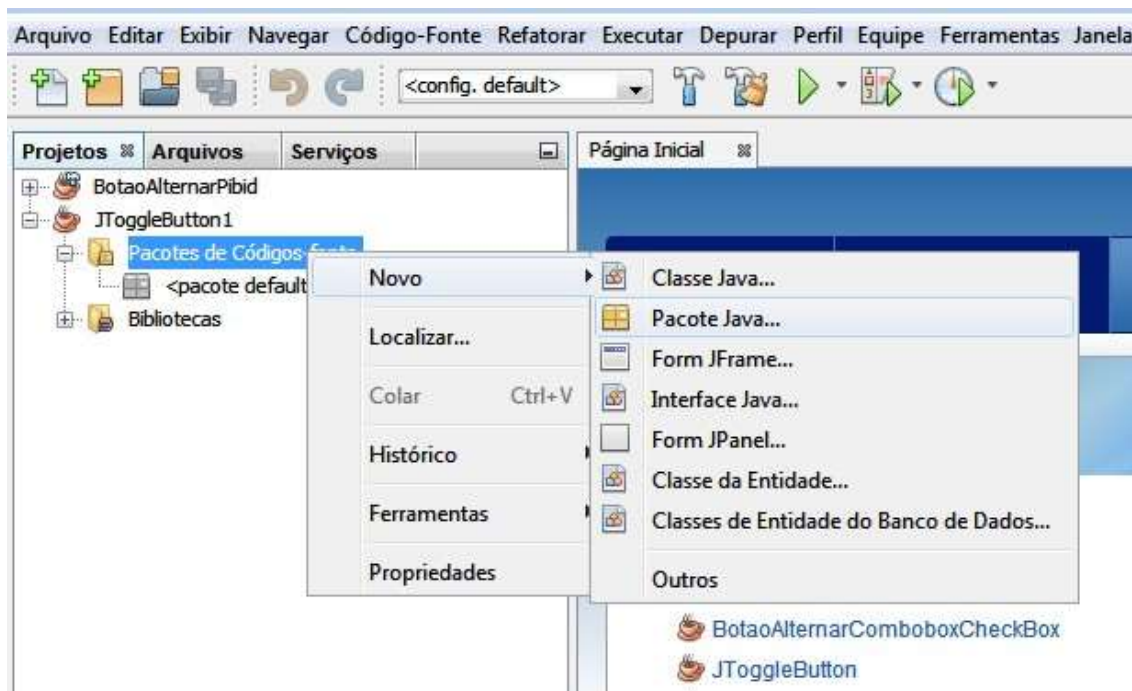 Arquivo Editar Exibir Navegar Código-Fonte Refatorar Executar Depurar Perfil Equipe Ferramentas Janela
<config. default>
Projetos Arquivos Serviços
Página Inicial
BotaoAlternarPibid
JToggleButton1
Pacotes de Códigos-fonte
<pacote default
Bibliotecas
Novo
Localizar...
Colar Ctrl+V
Histórico
Ferramentas
Propriedades
Classe Java...
Pacote Java...
Form JFrame...
Interface Java...
Form JPanel...
Classe da Entidade...
Classes de Entidade do Banco de Dados...
Outros
BotaoAlternarComboboxCheckBox
JToggleButton